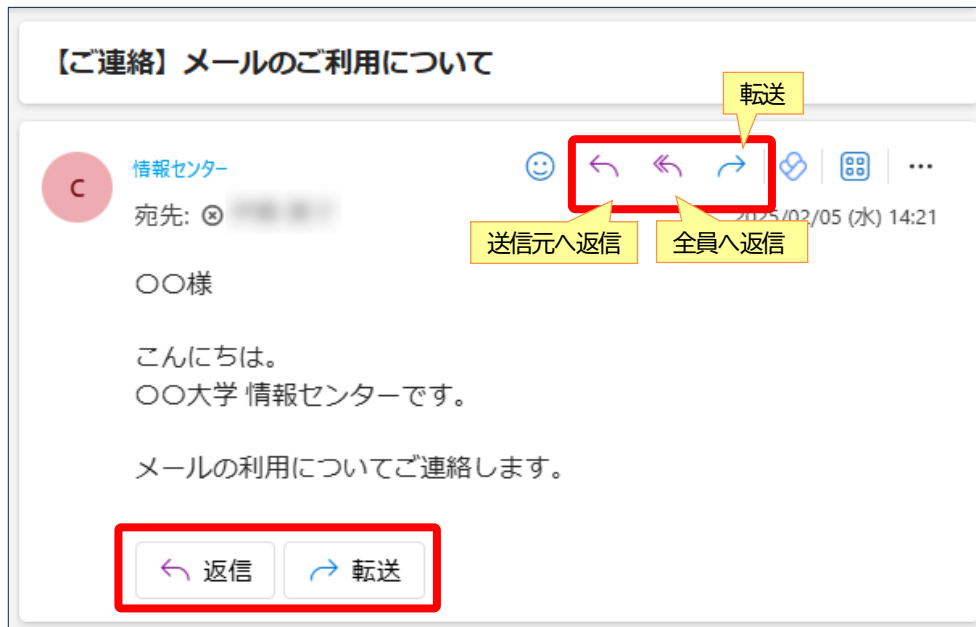 【ご連絡】メールのご利用について
転送
C
情報センター
宛先:
2025/02/05 (水) 14:21
送信元へ返信
全員へ返信
〇〇様
こんにちは。
〇〇大学 情報センターです。
メールの利用についてご連絡します。
返信
転送